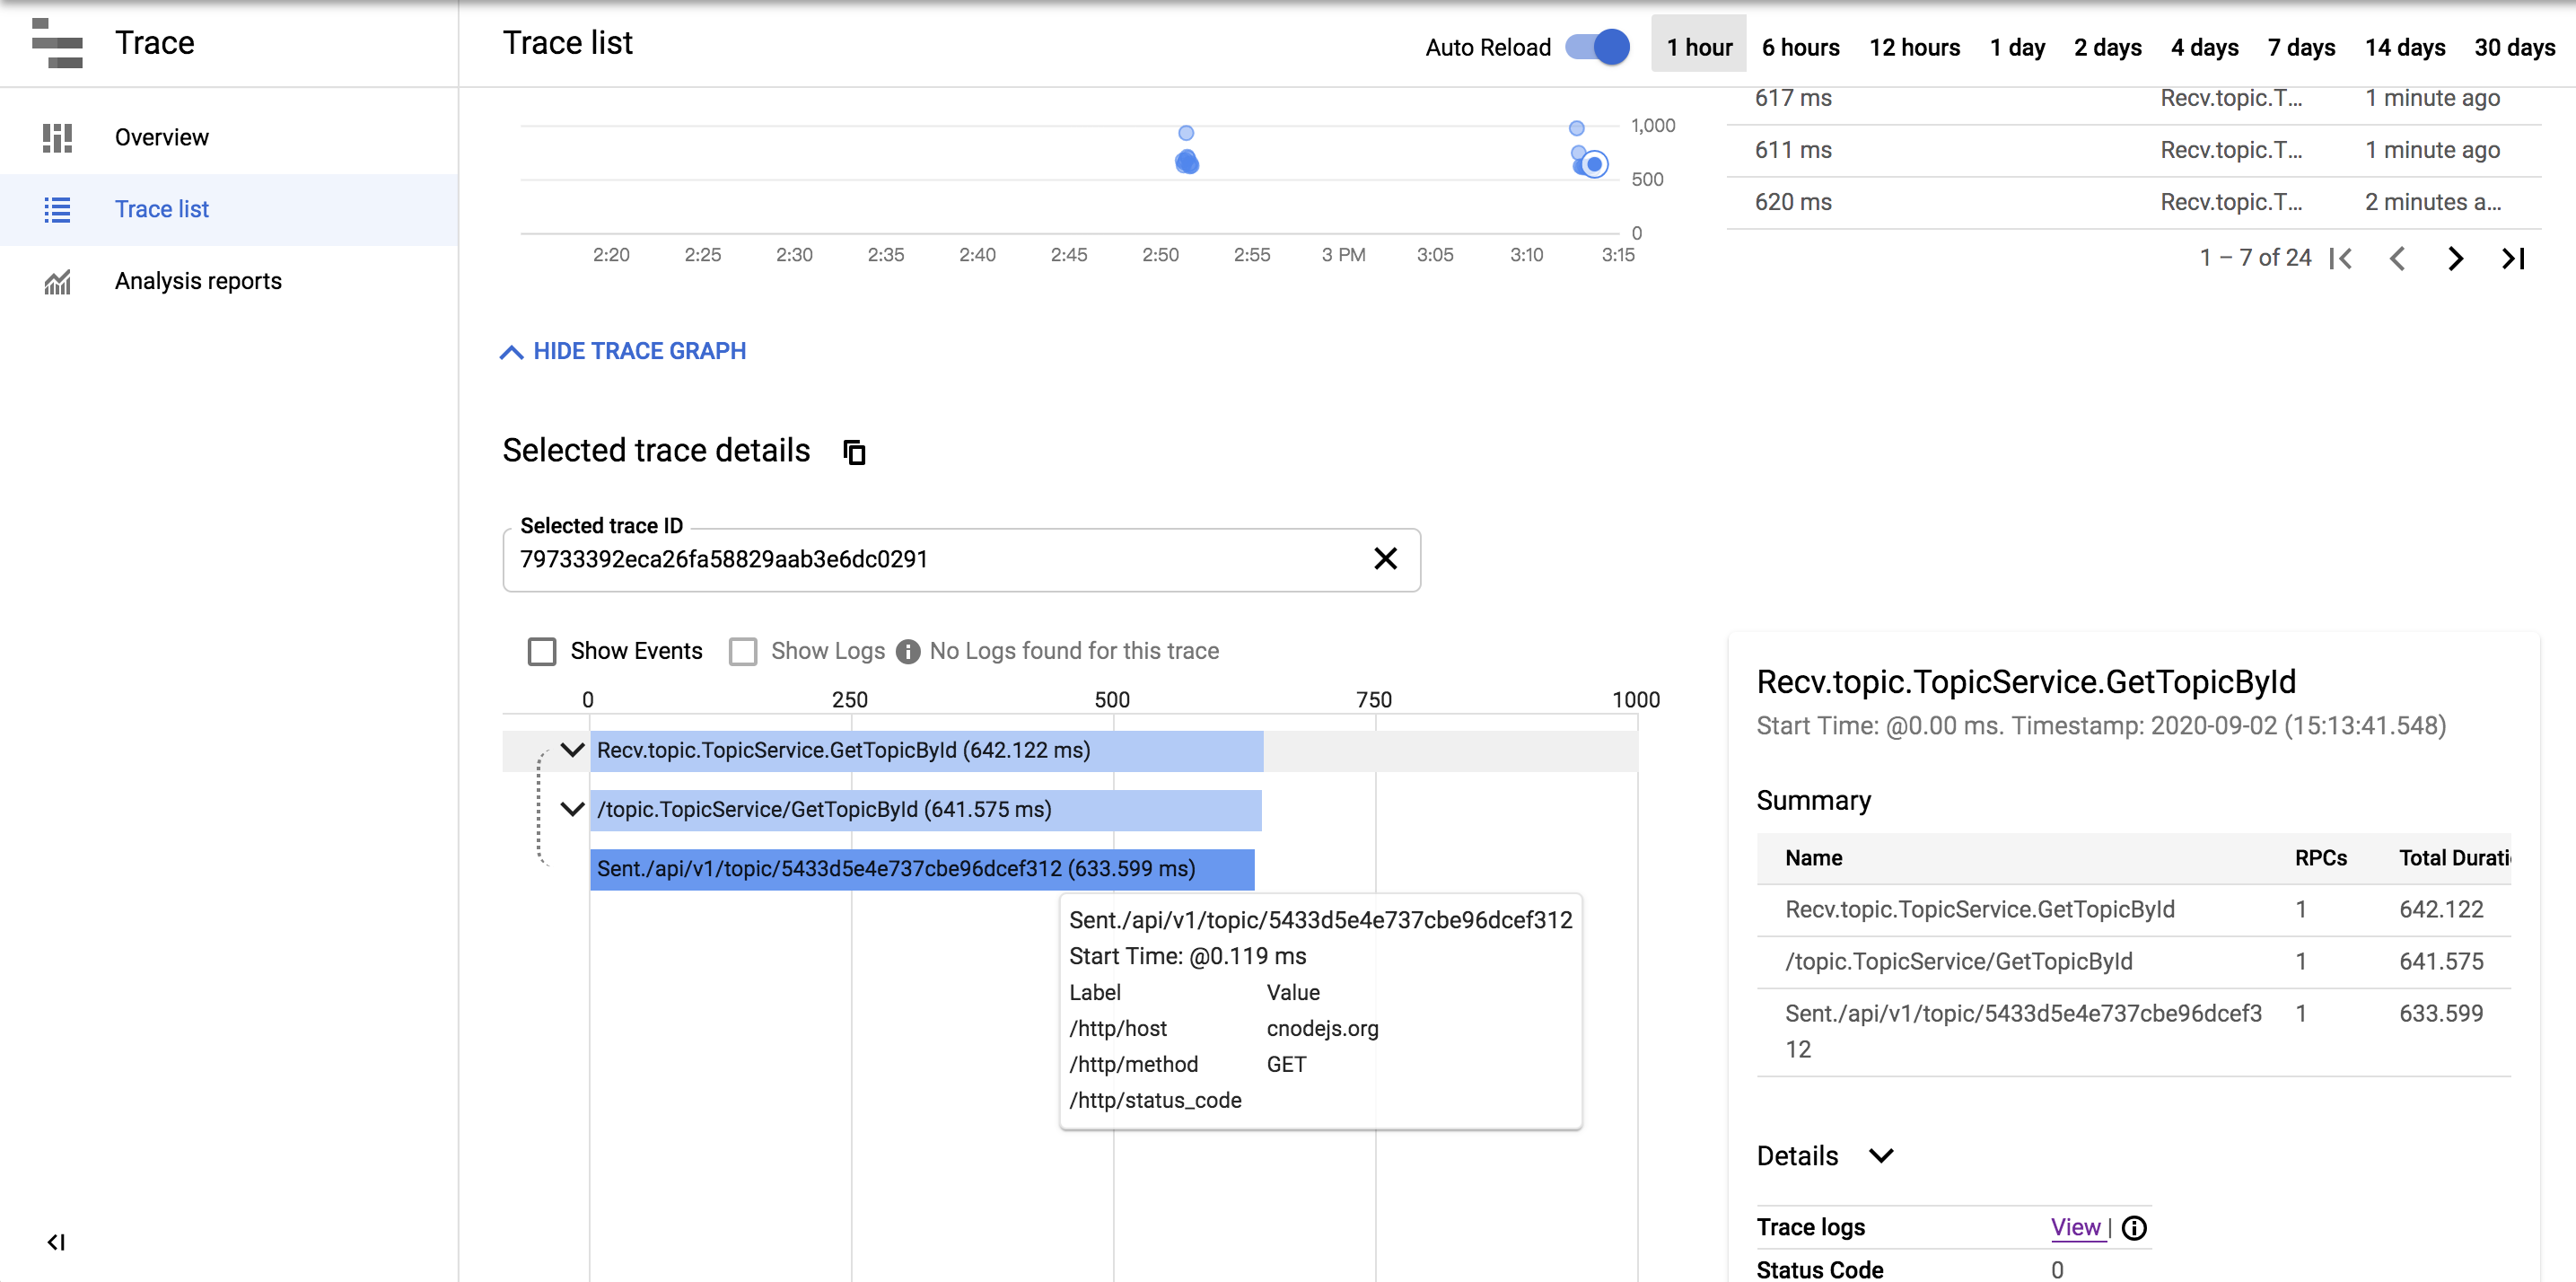 Trace
Trace list
Auto Reload
1 hour 6 hours 12 hours 1 day 2 days 4 days 7 days 14 days 30 days
Overview
Trace list
Analysis reports
1,000
500
0
2:20 2:25 2:30 2:35 2:40 2:45 2:50 2:55 3 PM 3:05 3:10 3:15
617 ms Recv.topic.T... 1 minute ago
611 ms Recv.topic.T... 1 minute ago
620 ms Recv.topic.T... 2 minutes a...
1 – 7 of 24
HIDE TRACE GRAPH
Selected trace details
Selected trace ID
79733392eca26fa58829aab3e6dc0291
Show Events Show Logs No Logs found for this trace
0 250 500 750 1000
Recv.topic.TopicService.GetTopicById (642.122 ms)
/topic.TopicService/GetTopicById (641.575 ms)
Sent./api/v1/topic/5433d5e4e737cbe96dcef312 (633.599 ms)
Sent./api/v1/topic/5433d5e4e737cbe96dcef312
Start Time: @0.119 ms
Label Value
/http/host cnodejs.org
/http/method GET
/http/status_code
Recv.topic.TopicService.GetTopicById
Start Time: @0.00 ms. Timestamp: 2020-09-02 (15:13:41.548)
Summary
Name RPCs Total Durati
Recv.topic.TopicService.GetTopicById 1 642.122
/topic.TopicService/GetTopicById 1 641.575
Sent./api/v1/topic/5433d5e4e737cbe96dcef3 1 633.599
12
Details
Trace logs View |
Status Code 0